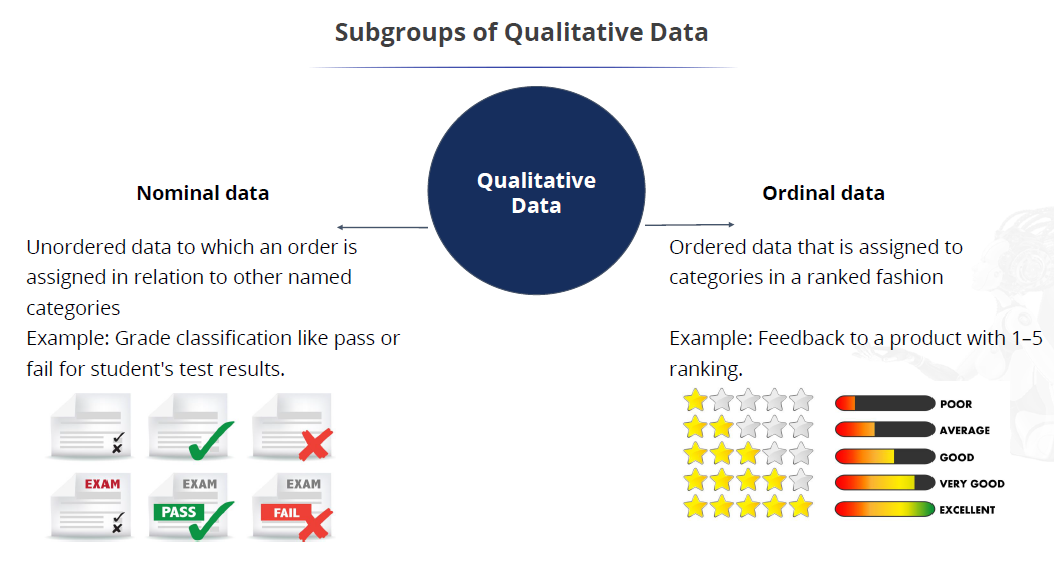 Subgroups of Qualitative Data
Qualitative
Data
Nominal data
Unordered data to which an order is
assigned in relation to other named
categories
Example: Grade classification like pass or
fail for student's test results.
EXAM
EXAM
PASS
EXAM
FAIL
Ordinal data
Ordered data that is assigned to
categories in a ranked fashion
Example: Feedback to a product with 1–5
ranking.
POOR
AVERAGE
GOOD
VERY GOOD
EXCELLENT